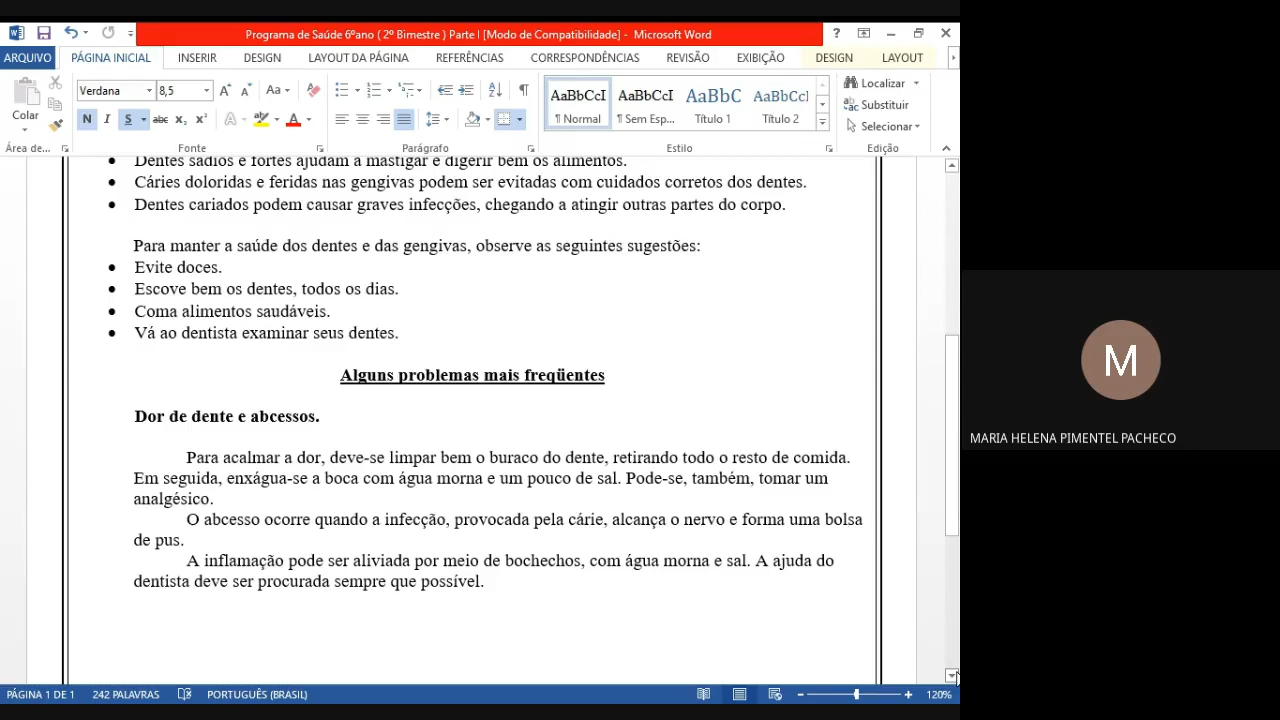 Programa de Saúde 6ºano ( 2º Bimestre ) Parte I [Modo de Compatibilidade] - Microsoft Word
ARQUIVO PÁGINA INICIAL INSERIR DESIGN LAYOUT DA PÁGINA REFERÊNCIAS CORRESPONDÊNCIAS REVISÃO EXIBIÇÃO DESIGN LAYOUT
Colar
Verdana 8,5 Aa
N I S abc x₂ x² A A
AaBbCcI AaBbCcI AaBbC AaBbCcI
¶ Normal ¶ Sem Esp... Título 1 Título 2
Localizar
Substituir
Selecionar
Área de... Fonte Parágrafo Estilo Edição
• Dentes sadios e fortes ajudam a mastigar e digerir bem os alimentos.
• Cáries doloridas e feridas nas gengivas podem ser evitadas com cuidados corretos dos dentes.
• Dentes cariados podem causar graves infecções, chegando a atingir outras partes do corpo.
Para manter a saúde dos dentes e das gengivas, observe as seguintes sugestões:
• Evite doces.
• Escove bem os dentes, todos os dias.
• Coma alimentos saudáveis.
• Vá ao dentista examinar seus dentes.
Alguns problemas mais freqüentes
Dor de dente e abcessos.
Para acalmar a dor, deve-se limpar bem o buraco do dente, retirando todo o resto de comida.
Em seguida, enxágua-se a boca com água morna e um pouco de sal. Pode-se, também, tomar um
analgésico.
O abcesso ocorre quando a infecção, provocada pela cárie, alcança o nervo e forma uma bolsa
de pus.
A inflamação pode ser aliviada por meio de bochechos, com água morna e sal. A ajuda do
dentista deve ser procurada sempre que possível.
PÁGINA 1 DE 1 242 PALAVRAS PORTUGUÊS (BRASIL) 120%
M
MARIA HELENA PIMENTEL PACHECO